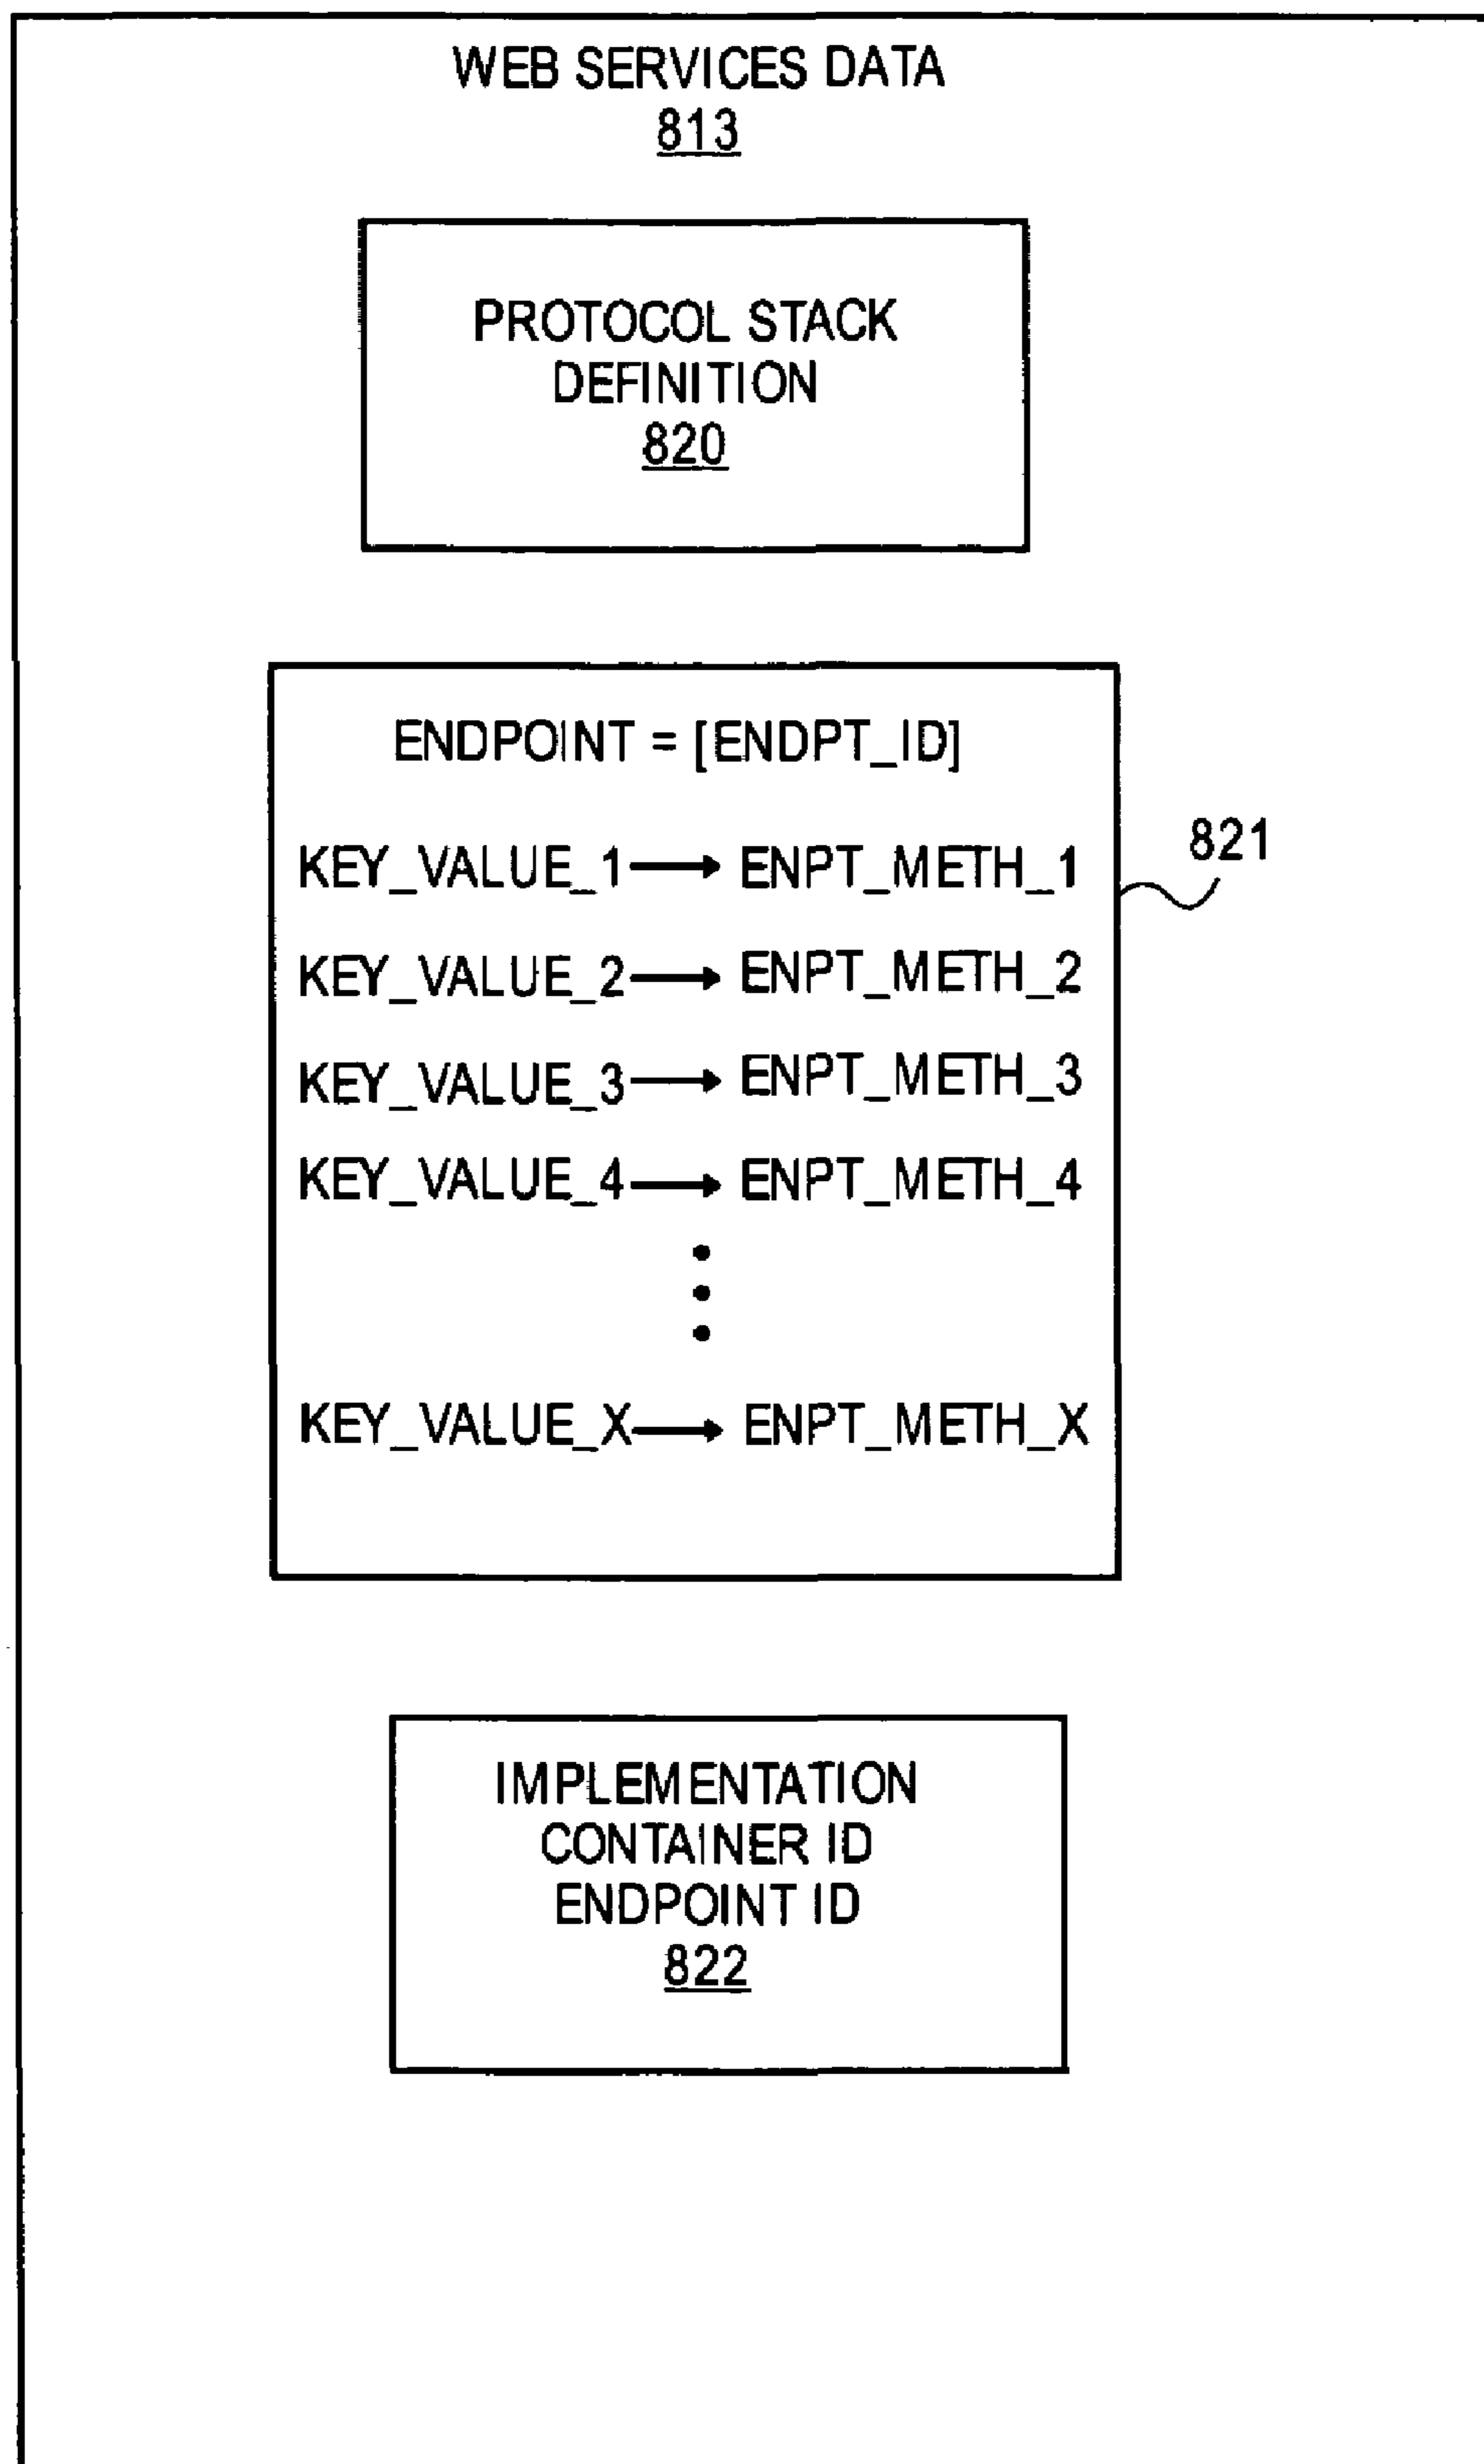 WEB SERVICES DATA
813
PROTOCOL STACK
DEFINITION
820
ENDPOINT = [ENDPT_ID]
KEY_VALUE_1 → ENPT_METH_1
821
KEY_VALUE_2 → ENPT_METH_2
KEY_VALUE_3 → ENPT_METH_3
KEY_VALUE_4 → ENPT_METH_4
KEY_VALUE_X → ENPT_METH_X
IMPLEMENTATION
CONTAINER ID
ENDPOINT ID
822